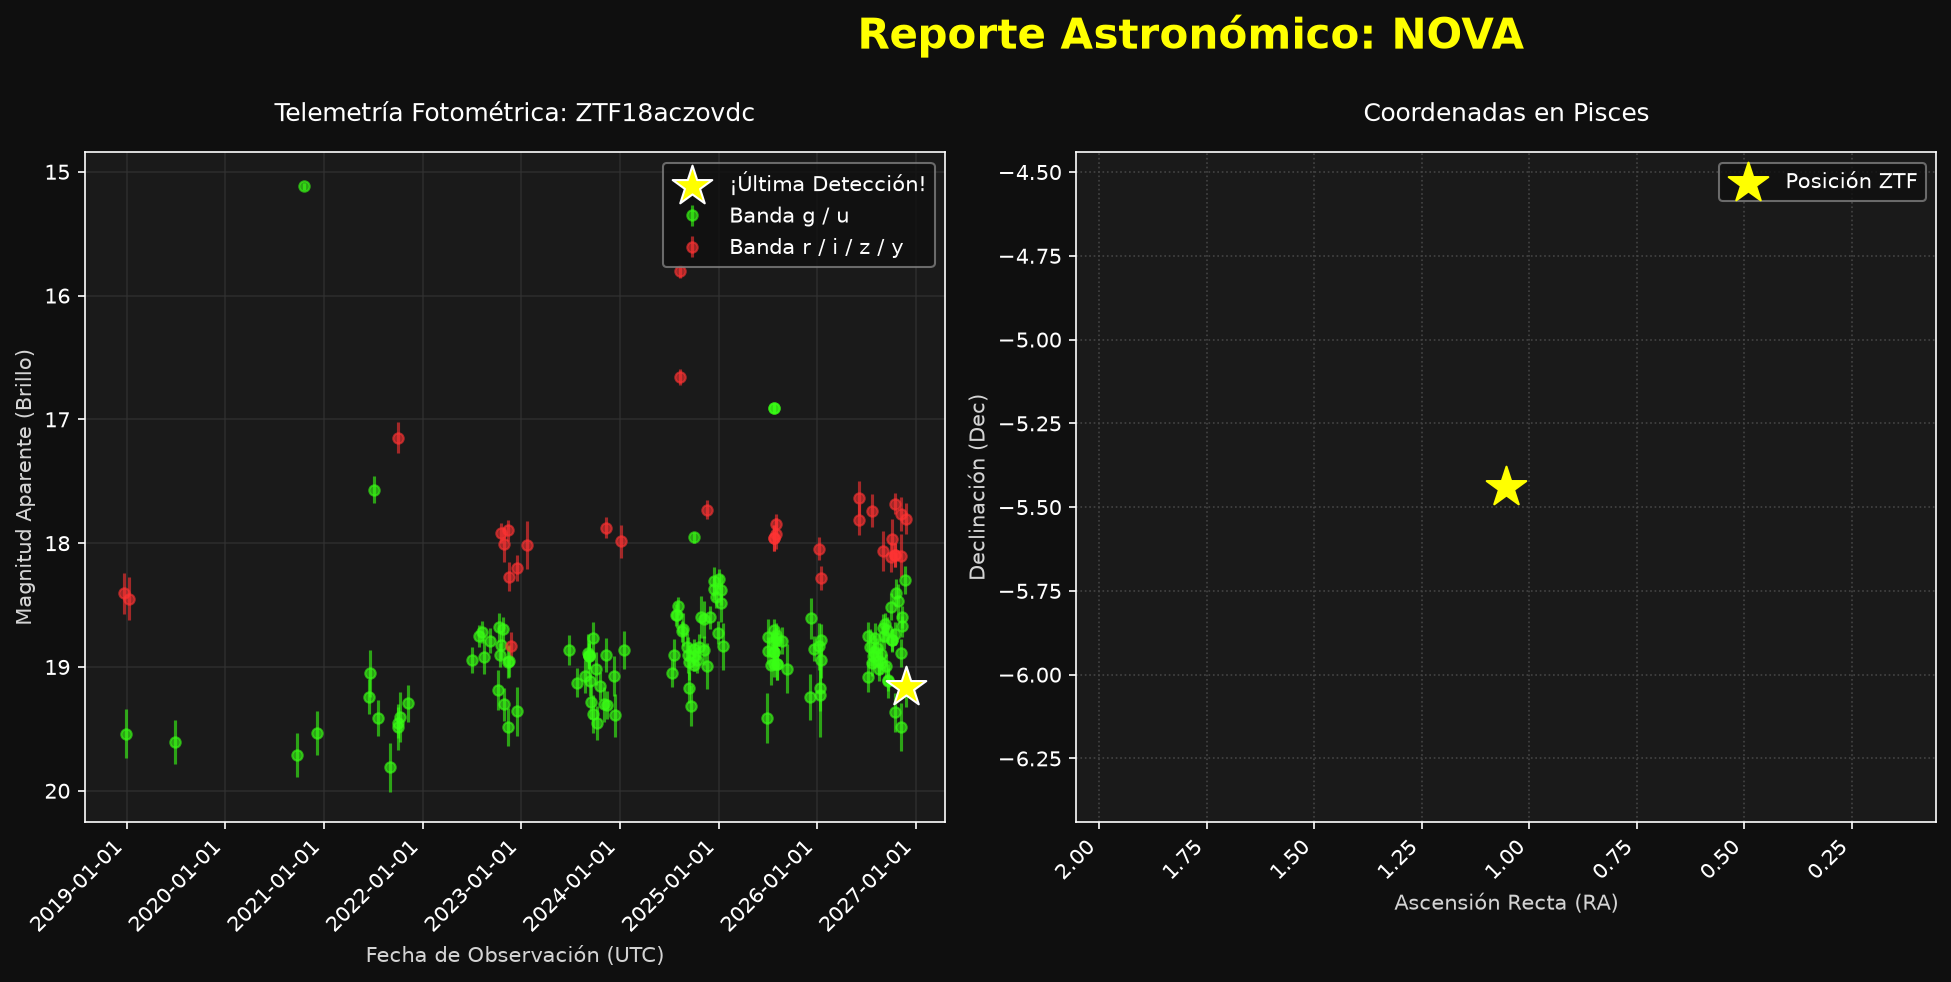 Reporte Astronómico: NOVA
Telemetría Fotométrica: ZTF18aczovdc
¡Última Detección!
Banda g / u
Banda r / i / z / y
Magnitud Aparente (Brillo)
15
16
17
18
19
20
2019-01-01
2020-01-01
2021-01-01
2022-01-01
2023-01-01
2024-01-01
2025-01-01
2026-01-01
2027-01-01
Fecha de Observación (UTC)
Coordenadas en Pisces
Posición ZTF
Declinación (Dec)
−4.50
−4.75
−5.00
−5.25
−5.50
−5.75
−6.00
−6.25
2.00
1.75
1.50
1.25
1.00
0.75
0.50
0.25
Ascensión Recta (RA)